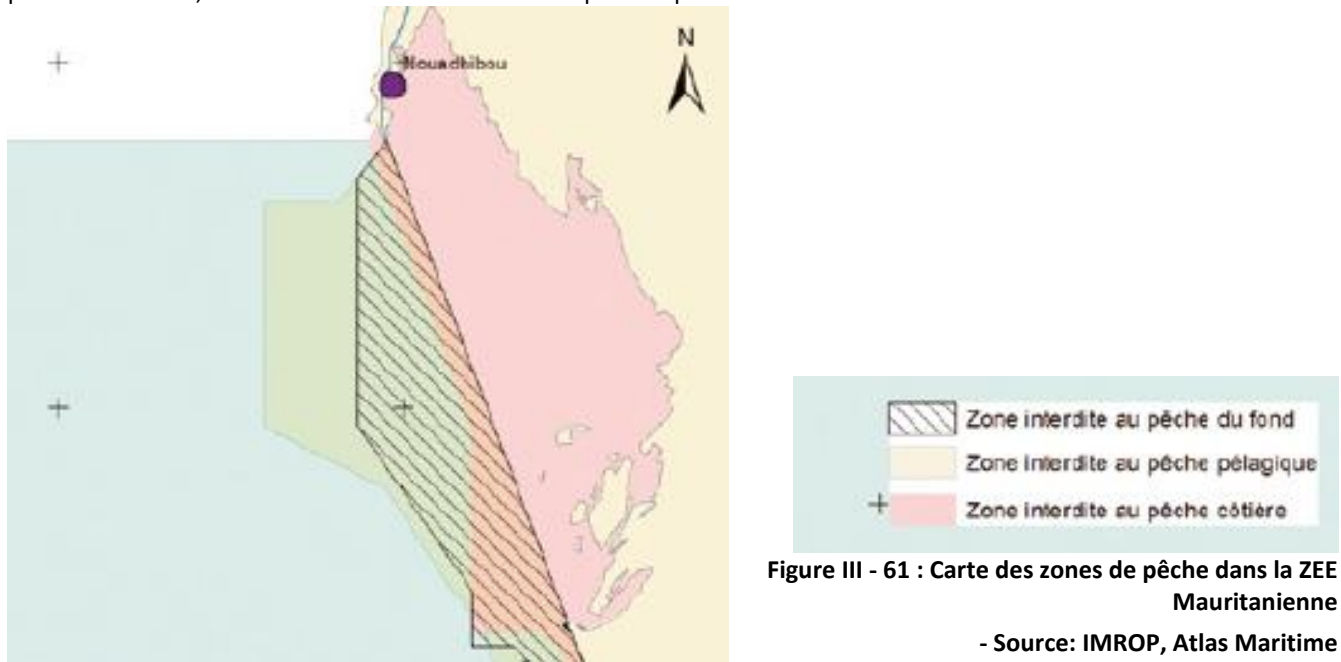 Nouadhibou
N
Zone interdite au pêche du fond
Zone interdite au pêche pélagique
Zone interdite au pêche côtière
Figure III - 61 : Carte des zones de pêche dans la ZEE
Mauritanienne
- Source: IMROP, Atlas Maritime